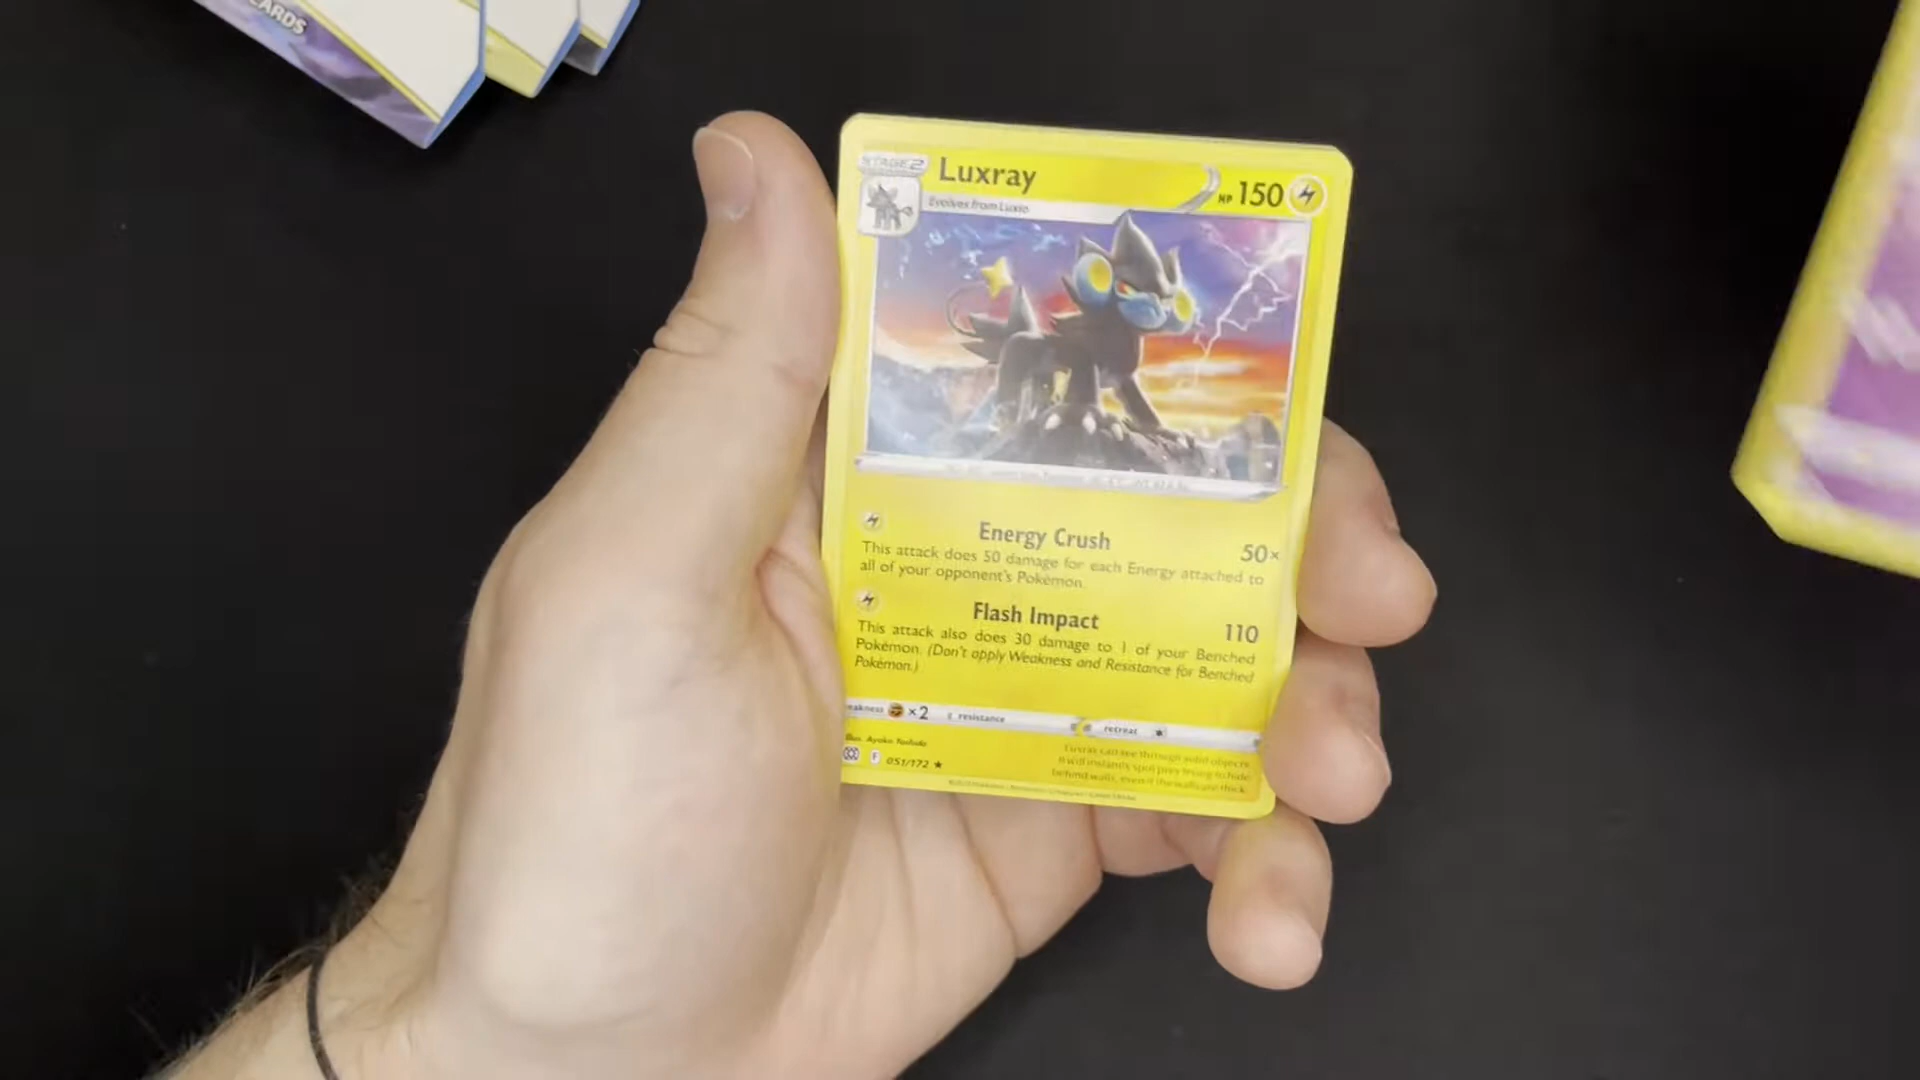 CARDS
STAGE 2
Luxray
HP 150
Evolves from Luxio
Energy Crush
50×
This attack does 50 damage for each Energy attached to
all of your opponent's Pokémon.
Flash Impact
110
This attack also does 30 damage to 1 of your Benched
Pokémon. (Don't apply Weakness and Resistance for Benched
Pokémon.)
eakness ×2 resistance
retreat
Illus.
F 051/172 ★
Luxray can see through solid objects.
It will instantly spot prey trying to hide
behind walls, even if the walls are thick.